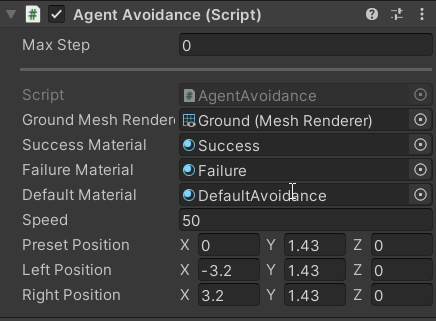 Agent Avoidance (Script)
Max Step 0
Script AgentAvoidance
Ground Mesh Rendere Ground (Mesh Renderer)
Success Material Success
Failure Material Failure
Default Material DefaultAvoidance
Speed 50
Preset Position X 0 Y 1.43 Z 0
Left Position X -3.2 Y 1.43 Z 0
Right Position X 3.2 Y 1.43 Z 0